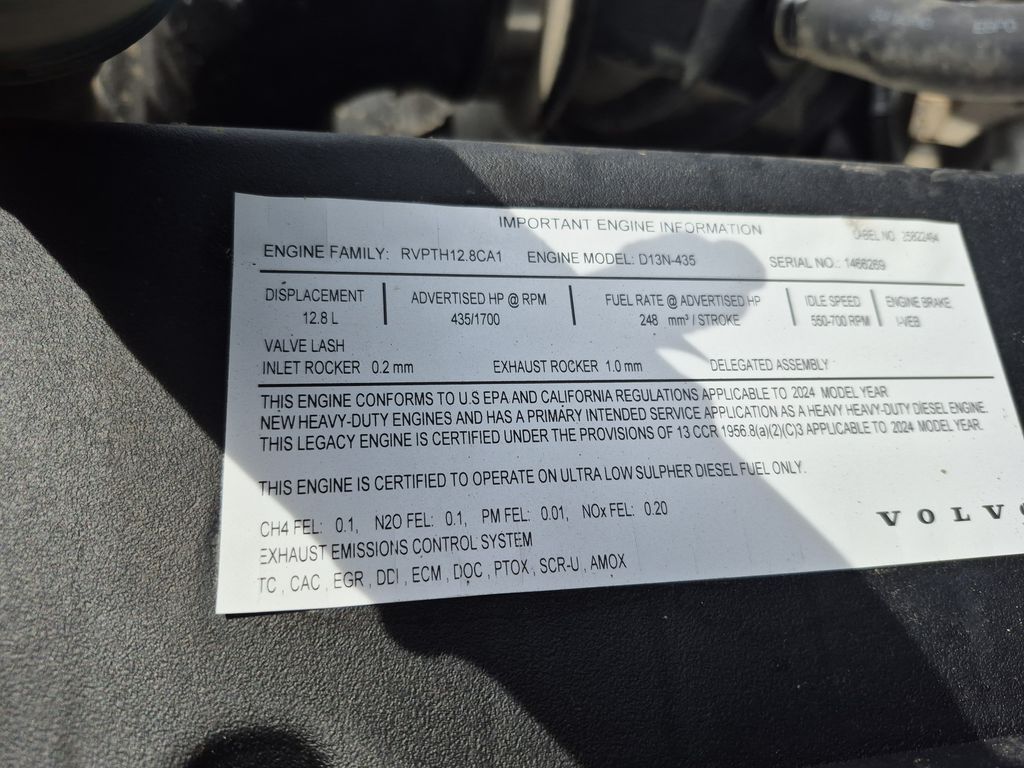 IMPORTANT ENGINE INFORMATION
LABEL NO. 25822494
ENGINE FAMILY: RVPTH12.8CA1 ENGINE MODEL: D13N-435 SERIAL NO.: 1466269
DISPLACEMENT ADVERTISED HP @ RPM FUEL RATE @ ADVERTISED HP IDLE SPEED ENGINE BRAKE
12.8 L 435/1700 248 mm³ / STROKE 550-700 RPM I-VEB
VALVE LASH
INLET ROCKER 0.2 mm EXHAUST ROCKER 1.0 mm DELEGATED ASSEMBLY
THIS ENGINE CONFORMS TO U.S EPA AND CALIFORNIA REGULATIONS APPLICABLE TO 2024 MODEL YEAR
NEW HEAVY-DUTY ENGINES AND HAS A PRIMARY INTENDED SERVICE APPLICATION AS A HEAVY HEAVY-DUTY DIESEL ENGINE.
THIS LEGACY ENGINE IS CERTIFIED UNDER THE PROVISIONS OF 13 CCR 1956.8(a)(2)(C)3 APPLICABLE TO 2024 MODEL YEAR.
THIS ENGINE IS CERTIFIED TO OPERATE ON ULTRA LOW SULPHER DIESEL FUEL ONLY.
CH4 FEL: 0.1, N2O FEL: 0.1, PM FEL: 0.01, NOx FEL: 0.20
VOLVO
EXHAUST EMISSIONS CONTROL SYSTEM
TC , CAC , EGR , DDI , ECM , DOC , PTOX , SCR-U , AMOX